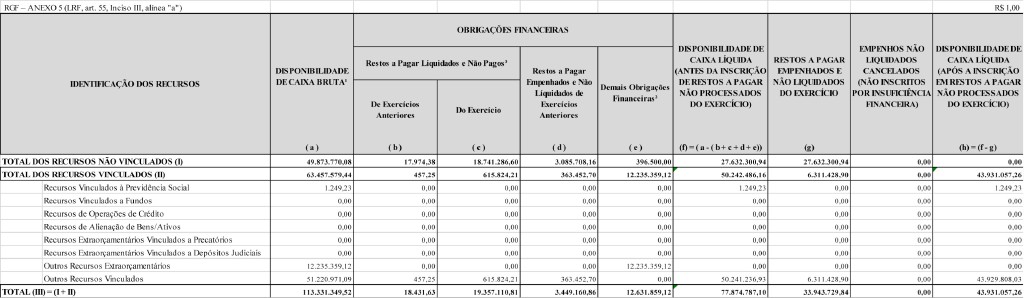 RGF – ANEXO 5 (LRF, art. 55, Inciso III, alínea "a") R$ 1,00
IDENTIFICAÇÃO DOS RECURSOS
DISPONIBILIDADE DE CAIXA BRUTA¹
(a)
OBRIGAÇÕES FINANCEIRAS
Restos a Pagar Liquidados e Não Pagos³
De Exercícios Anteriores
(b)
Do Exercício
(c)
Restos a Pagar Empenhados e Não Liquidados de Exercícios Anteriores
(d)
Demais Obrigações Financeiras²
(e)
DISPONIBILIDADE DE CAIXA LÍQUIDA (ANTES DA INSCRIÇÃO DE RESTOS A PAGAR NÃO PROCESSADOS DO EXERCÍCIO)
(f) = (a - (b + c + d + e))
RESTOS A PAGAR EMPENHADOS E NÃO LIQUIDADOS DO EXERCÍCIO
(g)
EMPENHOS NÃO LIQUIDADOS CANCELADOS (NÃO INSCRITOS POR INSUFICIÊNCIA FINANCEIRA)
DISPONIBILIDADE DE CAIXA LÍQUIDA (APÓS A INSCRIÇÃO EM RESTOS A PAGAR NÃO PROCESSADOS DO EXERCÍCIO)
(h) = (f - g)
TOTAL DOS RECURSOS NÃO VINCULADOS (I) 49.873.770,08 17.974,38 18.741.286,60 3.085.708,16 396.500,00 27.632.300,94 27.632.300,94 0,00 0,00
TOTAL DOS RECURSOS VINCULADOS (II) 63.457.579,44 457,25 615.824,21 363.452,70 12.235.359,12 50.242.486,16 6.311.428,90 0,00 43.931.057,26
Recursos Vinculados à Previdência Social 1.249,23 0,00 0,00 0,00 0,00 1.249,23 0,00 0,00 1.249,23
Recursos Vinculados a Fundos 0,00 0,00 0,00 0,00 0,00 0,00 0,00 0,00 0,00
Recursos de Operações de Crédito 0,00 0,00 0,00 0,00 0,00 0,00 0,00 0,00 0,00
Recursos de Alienação de Bens/Ativos 0,00 0,00 0,00 0,00 0,00 0,00 0,00 0,00 0,00
Recursos Extraorçamentários Vinculados a Precatórios 0,00 0,00 0,00 0,00 0,00 0,00 0,00 0,00 0,00
Recursos Extraorçamentários Vinculados a Depósitos Judiciais 0,00 0,00 0,00 0,00 0,00 0,00 0,00 0,00 0,00
Outros Recursos Extraorçamentários 12.235.359,12 0,00 0,00 0,00 12.235.359,12 0,00 0,00 0,00 0,00
Outros Recursos Vinculados 51.220.971,09 457,25 615.824,21 363.452,70 0,00 50.241.236,93 6.311.428,90 0,00 43.929.808,03
TOTAL (III) = (I + II) 113.331.349,52 18.431,63 19.357.110,81 3.449.160,86 12.631.859,12 77.874.787,10 33.943.729,84 0,00 43.931.057,26